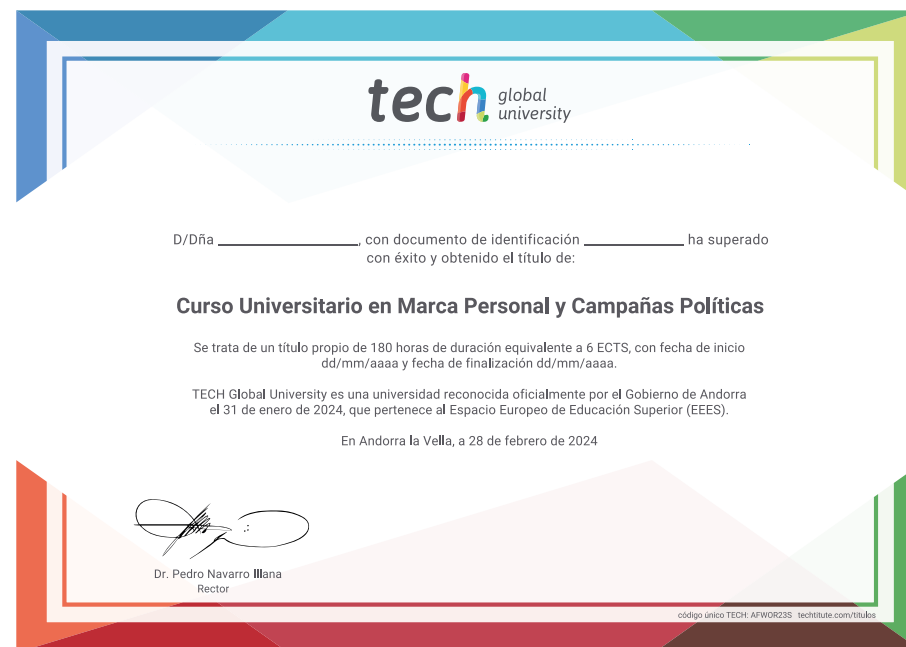 tech global university
D/Dña ____________________, con documento de identificación ______________ ha superado
con éxito y obtenido el título de:
Curso Universitario en Marca Personal y Campañas Políticas
Se trata de un título propio de 180 horas de duración equivalente a 6 ECTS, con fecha de inicio
dd/mm/aaaa y fecha de finalización dd/mm/aaaa.
TECH Global University es una universidad reconocida oficialmente por el Gobierno de Andorra
el 31 de enero de 2024, que pertenece al Espacio Europeo de Educación Superior (EEES).
En Andorra la Vella, a 28 de febrero de 2024
Dr. Pedro Navarro Illana
Rector
código único TECH: AFWOR23S techtitute.com/titulos